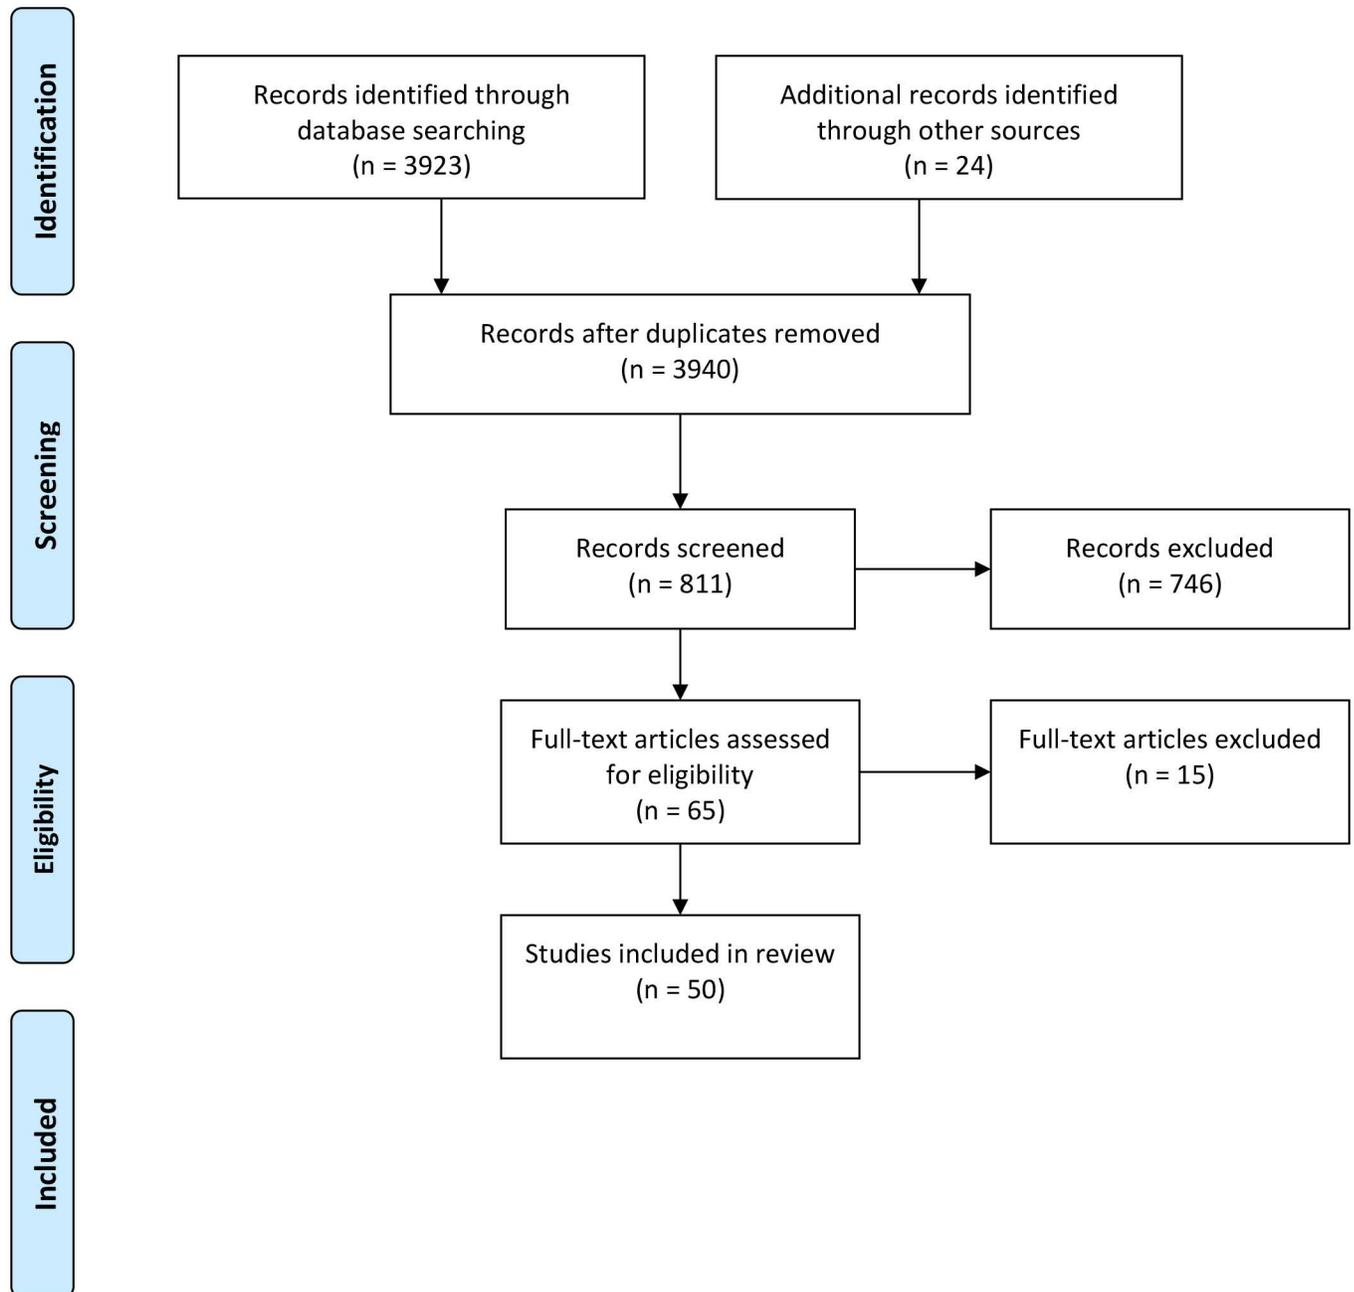 Identification
Records identified through
database searching
(n = 3923)
Additional records identified
through other sources
(n = 24)
Records after duplicates removed
(n = 3940)
Screening
Records screened
(n = 811)
Records excluded
(n = 746)
Eligibility
Full-text articles assessed
for eligibility
(n = 65)
Full-text articles excluded
(n = 15)
Studies included in review
(n = 50)
Included